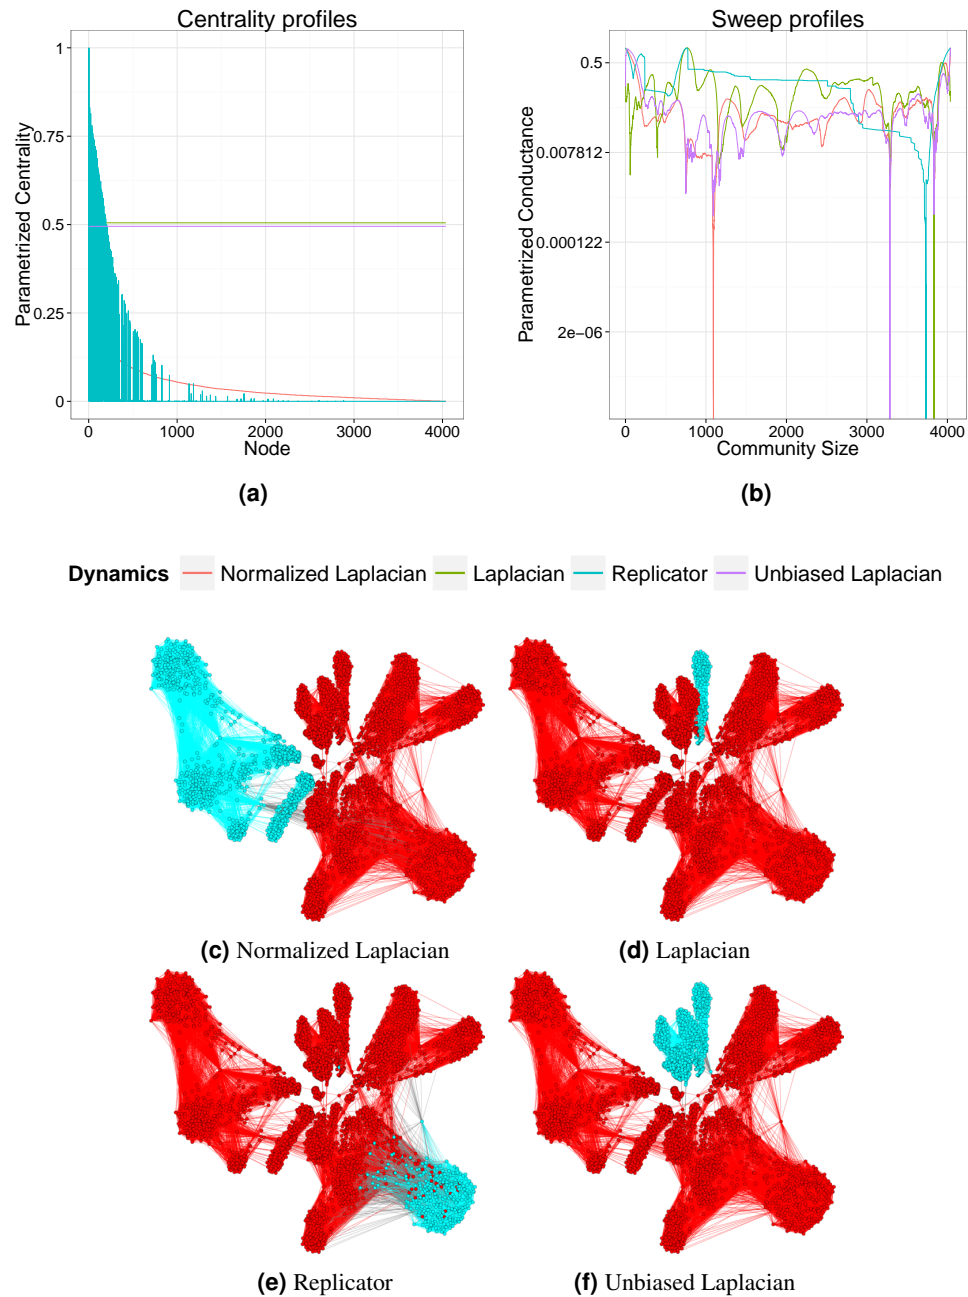 Centrality profiles
Parametrized Centrality
1
0.75
0.5
0.25
0
0 1000 2000 3000 4000
Node
(a)
Sweep profiles
Parametrized Conductance
0.5
0.007812
0.000122
2e−06
0 1000 2000 3000 4000
Community Size
(b)
Dynamics Normalized Laplacian Laplacian Replicator Unbiased Laplacian
(c) Normalized Laplacian
(d) Laplacian
(e) Replicator
(f) Unbiased Laplacian